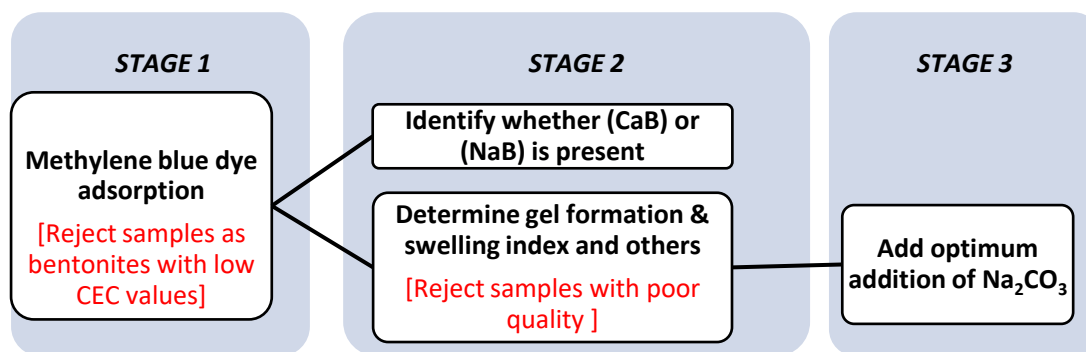 STAGE 1
Methylene blue dye
adsorption
[Reject samples as
bentonites with low
CEC values]
STAGE 2
Identify whether (CaB) or
(NaB) is present
Determine gel formation &
swelling index and others
[Reject samples with poor
quality ]
STAGE 3
Add optimum
addition of Na₂CO₃